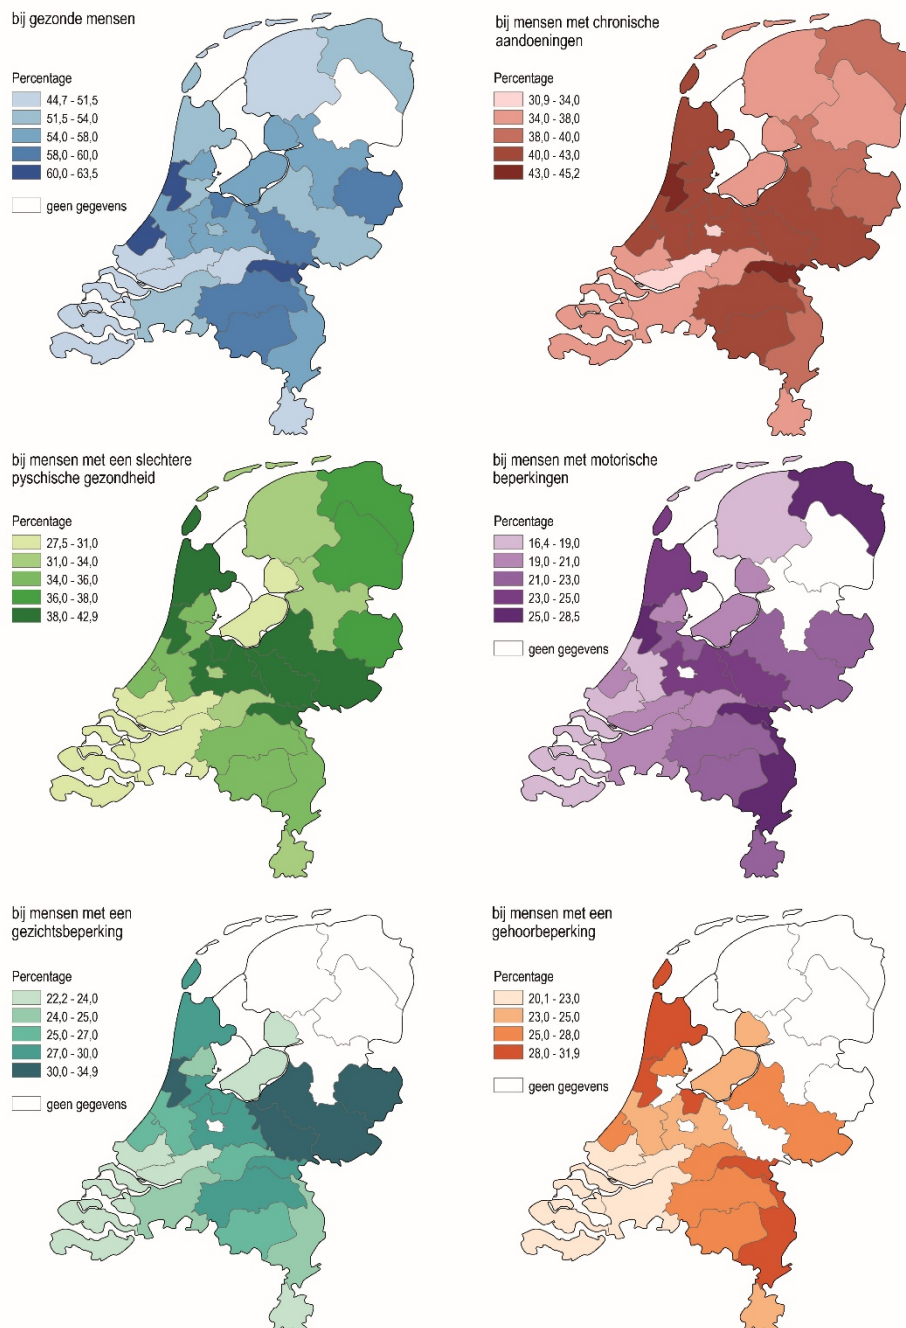 bij gezonde mensen
Percentage
44,7 - 51,5
51,5 - 54,0
54,0 - 58,0
58,0 - 60,0
60,0 - 63,5
geen gegevens
bij mensen met chronische
aandoeningen
Percentage
30,9 - 34,0
34,0 - 38,0
38,0 - 40,0
40,0 - 43,0
43,0 - 45,2
bij mensen met een slechtere
pyschische gezondheid
Percentage
27,5 - 31,0
31,0 - 34,0
34,0 - 36,0
36,0 - 38,0
38,0 - 42,9
bij mensen met motorische
beperkingen
Percentage
16,4 - 19,0
19,0 - 21,0
21,0 - 23,0
23,0 - 25,0
25,0 - 28,5
geen gegevens
bij mensen met een
gezichtsbeperking
Percentage
22,2 - 24,0
24,0 - 25,0
25,0 - 27,0
27,0 - 30,0
30,0 - 34,9
geen gegevens
bij mensen met een
gehoorbeperking
Percentage
20,1 - 23,0
23,0 - 25,0
25,0 - 28,0
28,0 - 31,9
geen gegevens